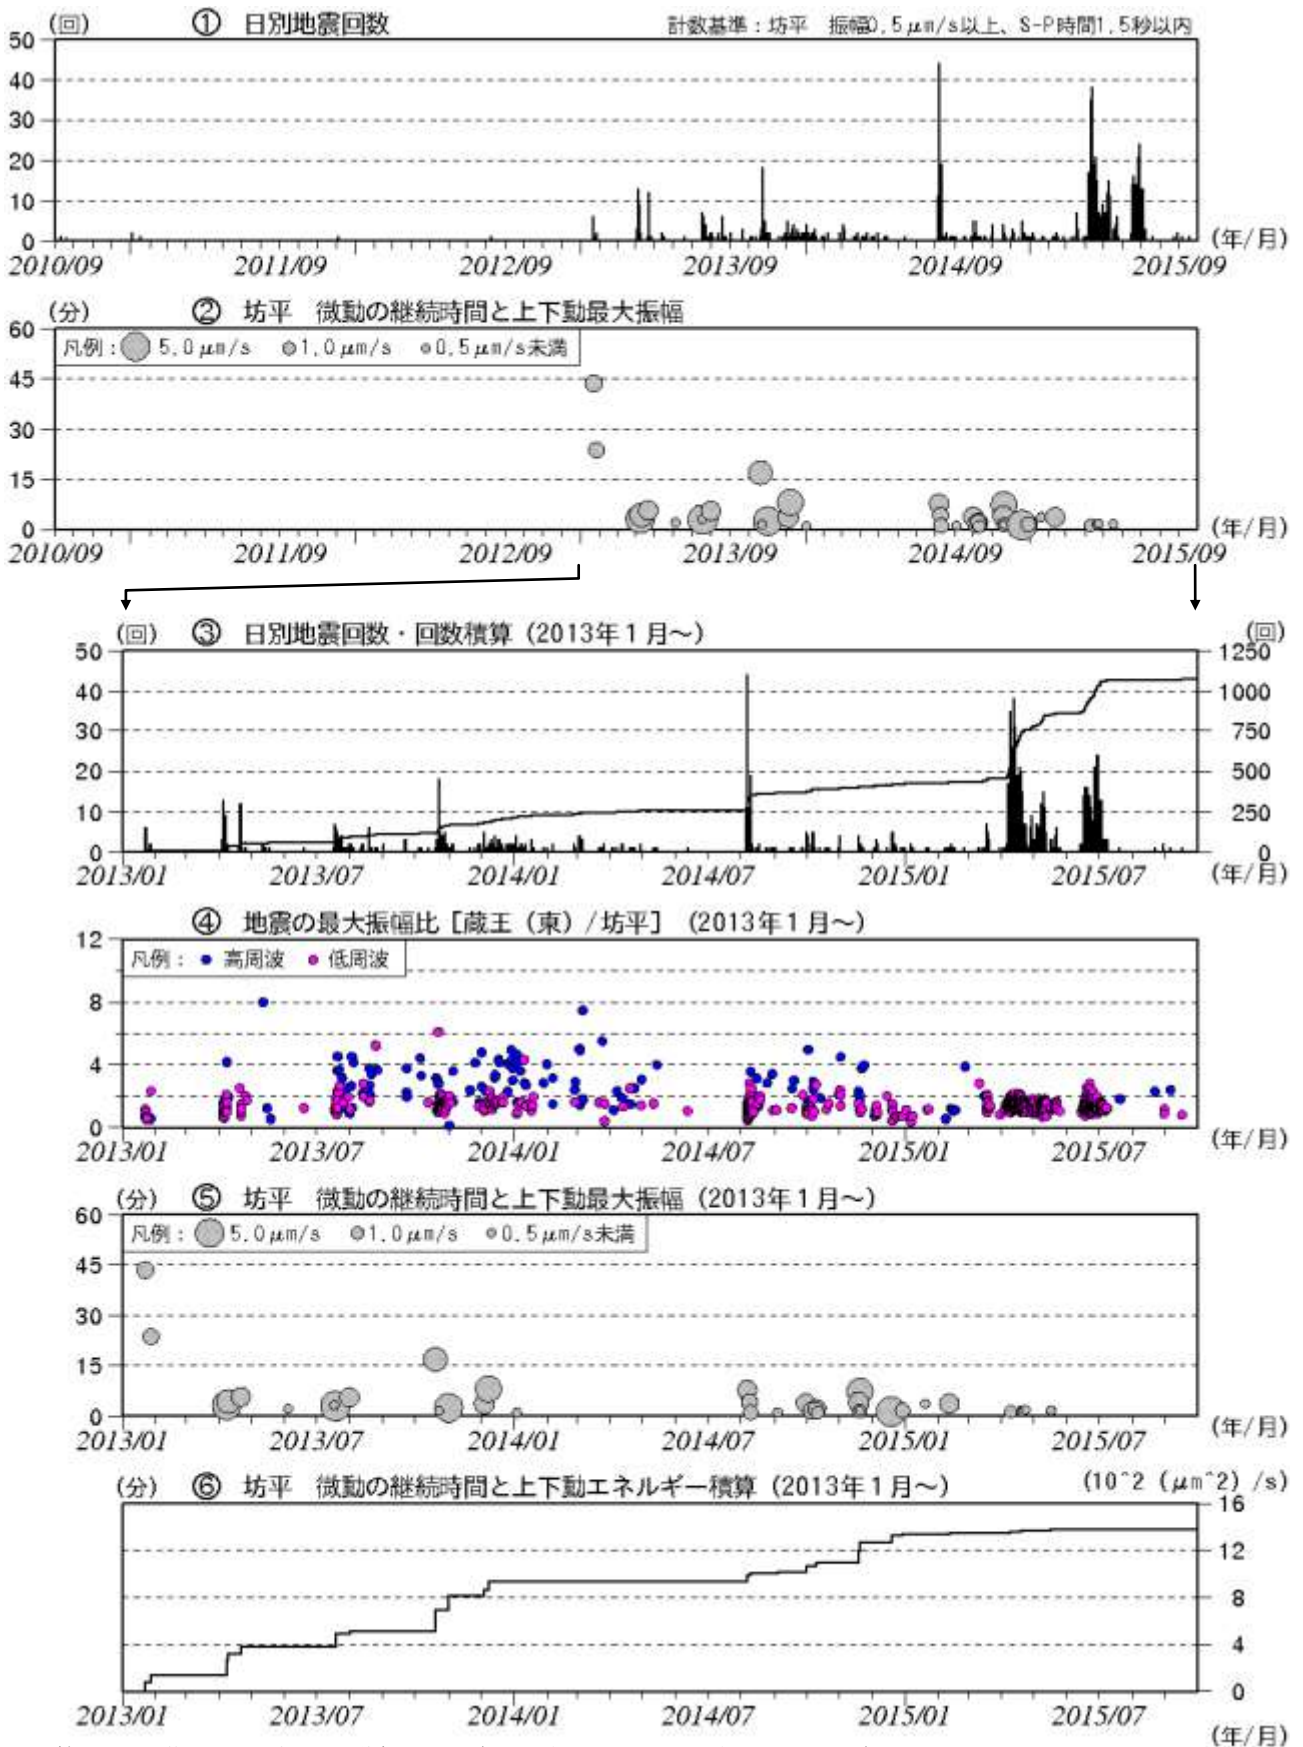 (回) ① 日別地震回数 計数基準：坊平 振幅0.5μm/s以上、S-P時間1.5秒以内
50
40
30
20
10
0
(年/月)
2010/09 2011/09 2012/09 2013/09 2014/09 2015/09
(分) ② 坊平 微動の継続時間と上下動最大振幅
60
凡例： 5.0μm/s 1.0μm/s 0.5μm/s未満
45
30
15
0
(年/月)
2010/09 2011/09 2012/09 2013/09 2014/09 2015/09
(回) ③ 日別地震回数・回数積算（2013年１月～） (回)
50 1250
40 1000
30 750
20 500
10 250
0 0
2013/01 2013/07 2014/01 2014/07 2015/01 2015/07 (年/月)
④ 地震の最大振幅比［蔵王（東）/坊平］（2013年１月～）
12
凡例： 高周波 低周波
8
4
0
2013/01 2013/07 2014/01 2014/07 2015/01 2015/07 (年/月)
(分) ⑤ 坊平 微動の継続時間と上下動最大振幅（2013年１月～）
60
凡例： 5.0μm/s 1.0μm/s 0.5μm/s未満
45
30
15
0
2013/01 2013/07 2014/01 2014/07 2015/01 2015/07 (年/月)
(分) ⑥ 坊平 微動の継続時間と上下動エネルギー積算（2013年１月～） (10^2 (μm^2) /s)
16
12
8
4
0
2013/01 2013/07 2014/01 2014/07 2015/01 2015/07
(年/月)